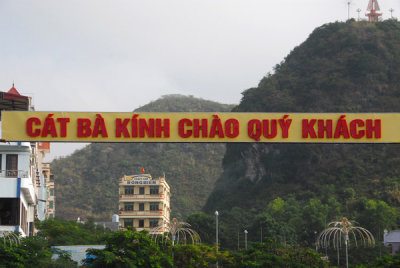 CÁT BÀ KÍNH CHÀO QUÝ KHÁCH